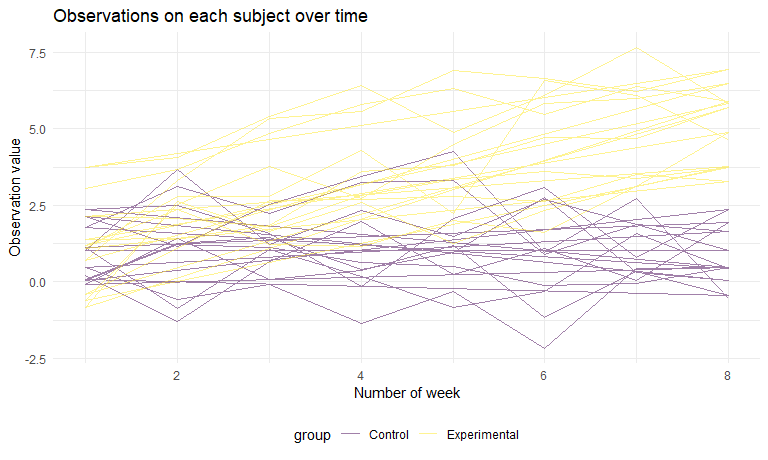 Observations on each subject over time
7.5
5.0
2.5
0.0
-2.5
Observation value
2 4 6 8
Number of week
group Control Experimental